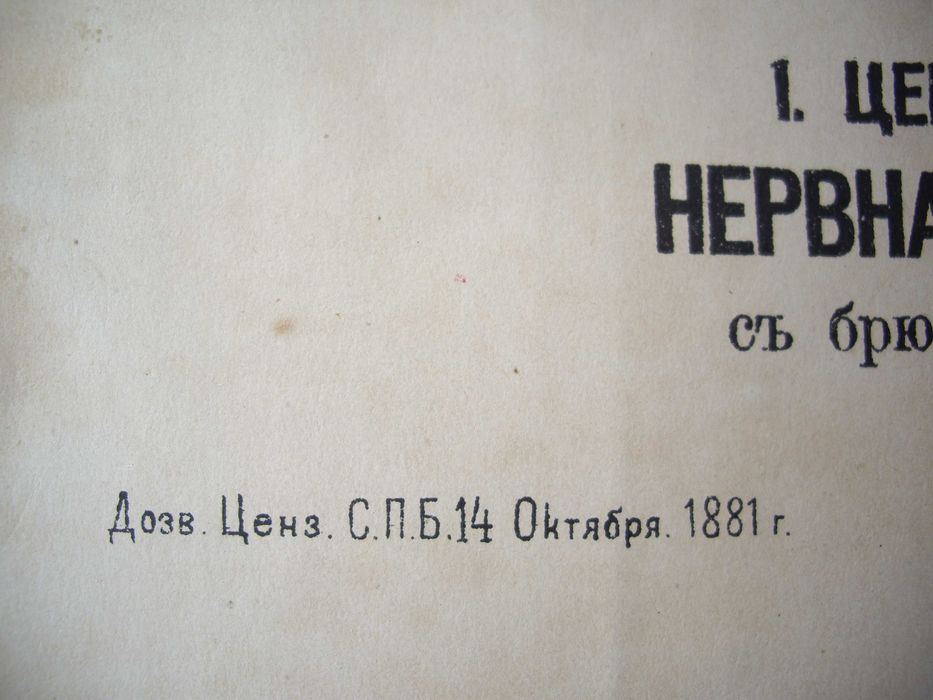 I. ЦЕ
НЕРВНА
съ брю
Дозв. Ценз. С.П.Б. 14 Октября. 1881 г.